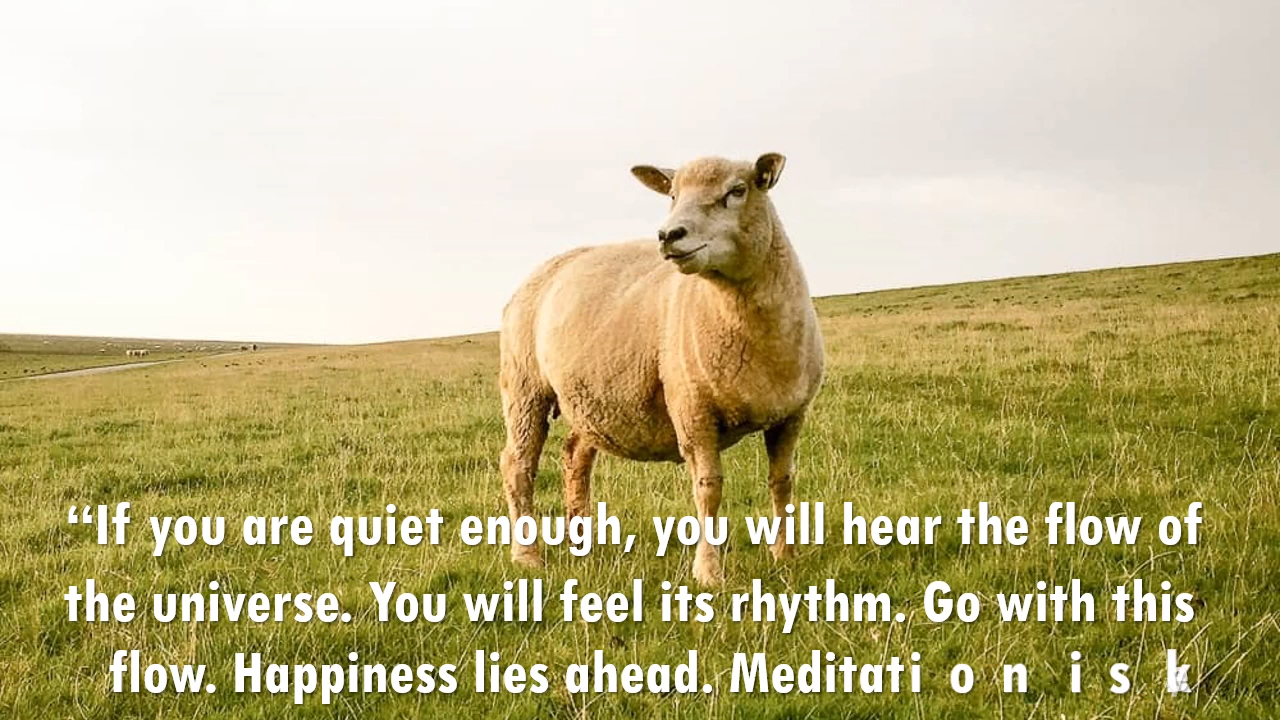 “If you are quiet enough, you will hear the flow of
the universe. You will feel its rhythm. Go with this
flow. Happiness lies ahead. Meditati o n i s k